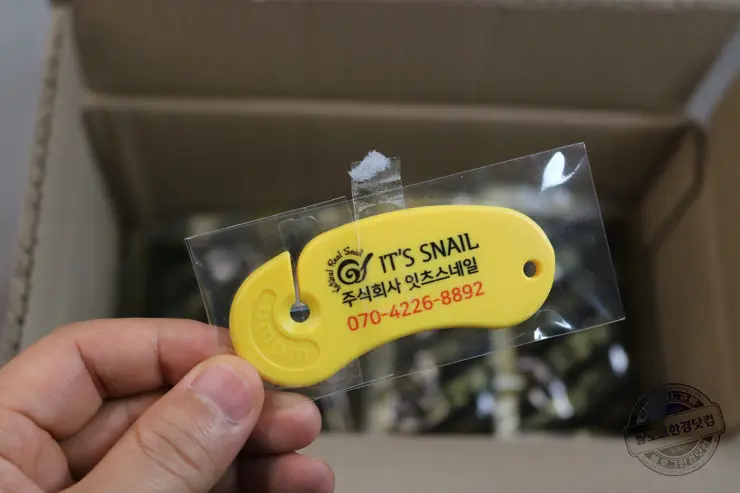 Natural Real Snail
IT'S SNAIL
주식회사 잇츠스네일
070-4226-8892